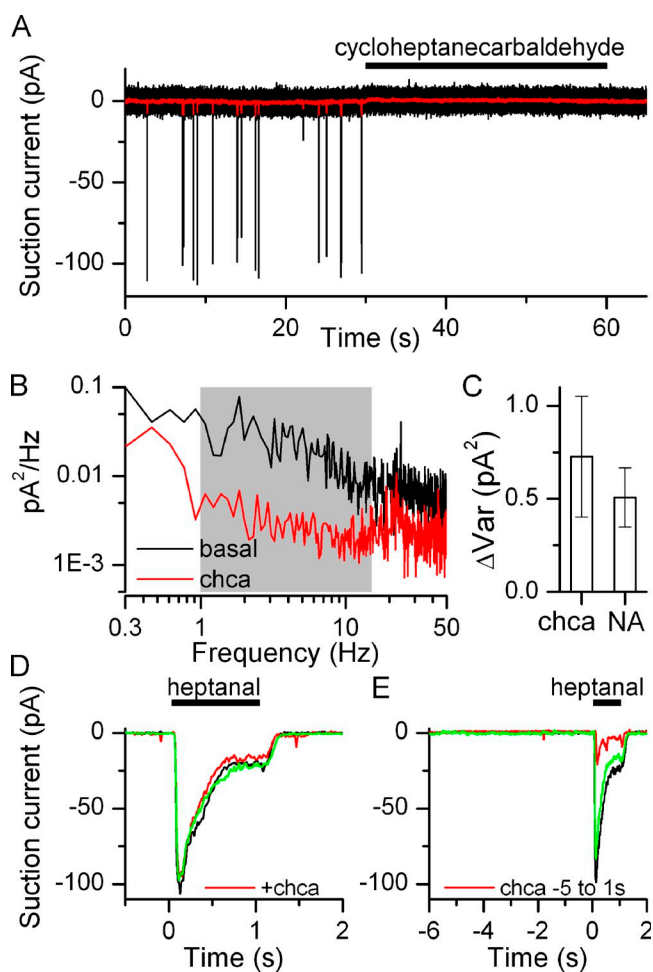 A
cycloheptanecarbaldehyde
Suction current (pA)
0
-50
-100
0 20 40 60
Time (s)
B
pA²/Hz
0.1
0.01
1E-3
basal
chca
0.3 1 10 50
Frequency (Hz)
C
ΔVar (pA²)
1.0
0.5
0.0
chca NA
D
heptanal
Suction current (pA)
0
-50
-100
+chca
0 1 2
Time (s)
E
heptanal
0
-50
-100
chca -5 to 1s
-6 -4 -2 0 2
Time (s)